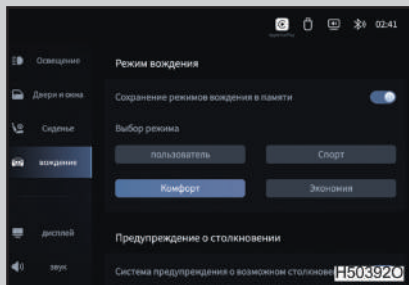 02:41
Освещение
Режим вождения
Двери и окна
Сохранение режимов вождения в памяти
Сиденье
Выбор режима
вождение
пользователь
Спорт
Комфорт
Экономия
дисплей
Предупреждение о столкновении
звук
Система предупреждения о возможном
H50392O